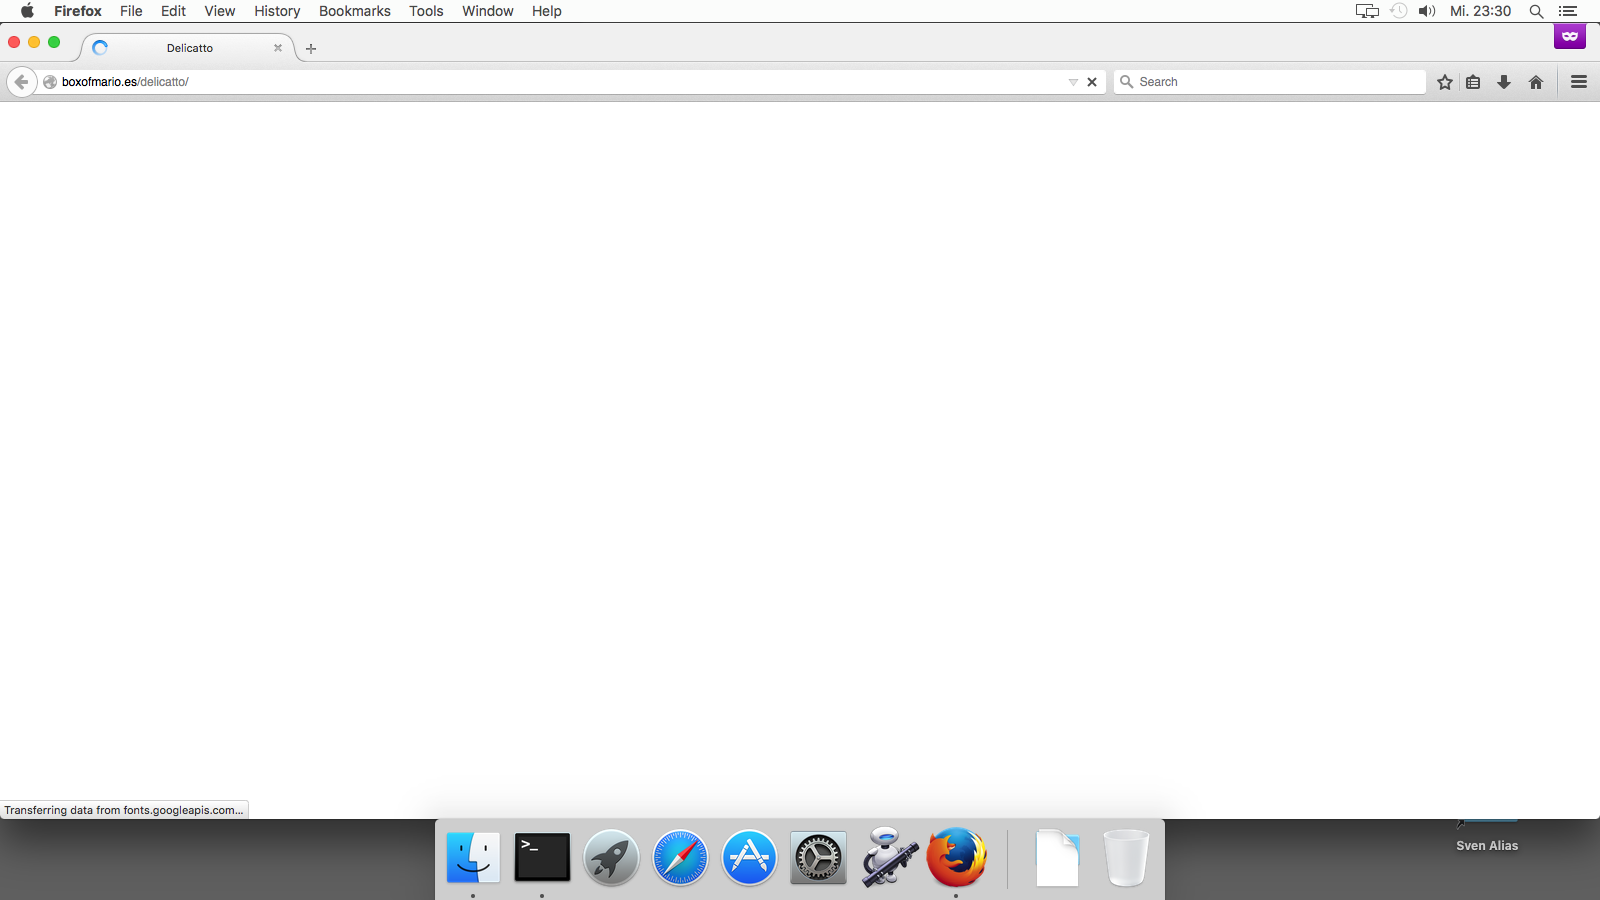 Firefox File Edit View History Bookmarks Tools Window Help Mi. 23:30
Delicatto
boxofmario.es/delicatto/ Search
Transferring data from fonts.googleapis.com...
>_
Sven Alias